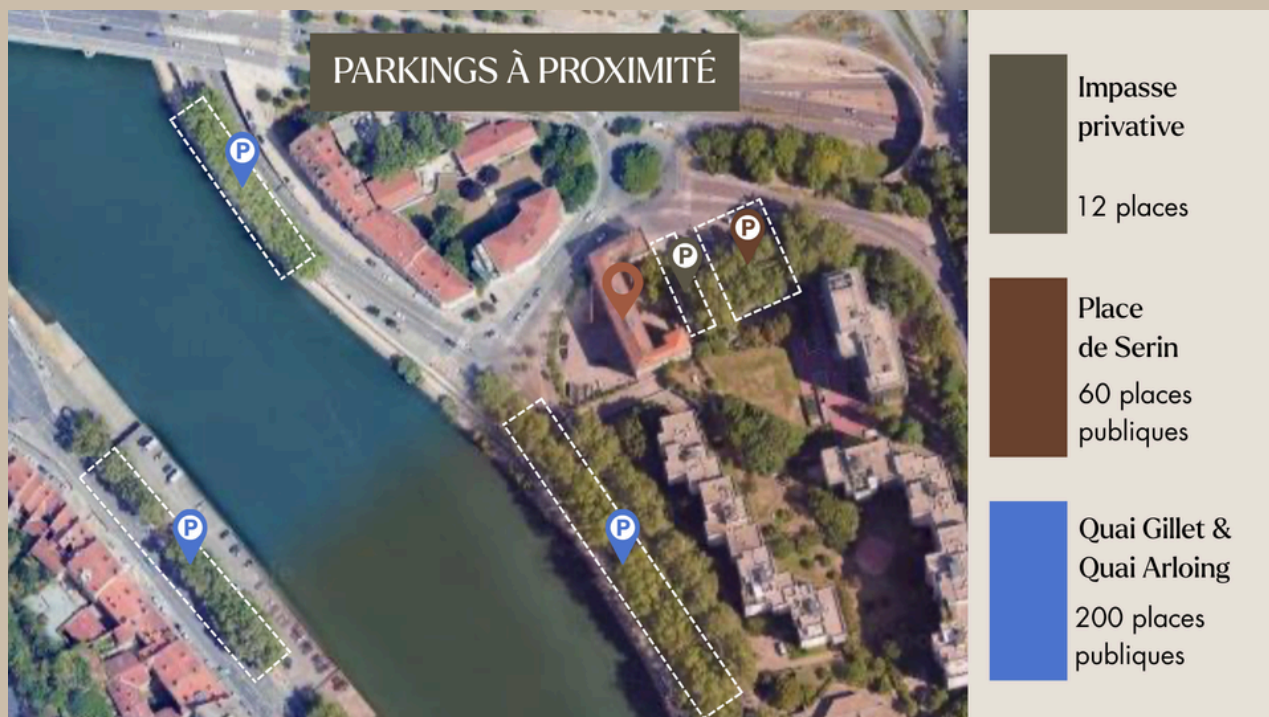 PARKINGS À PROXIMITÉ
P
P
P
P
P
Impasse
privative
12 places
Place
de Serin
60 places
publiques
Quai Gillet &
Quai Arloing
200 places
publiques